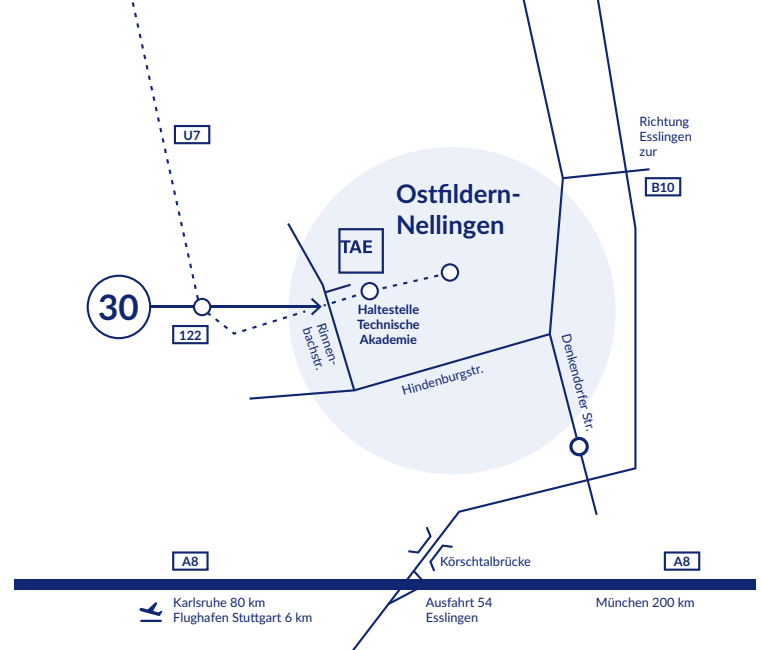 U7
Richtung
Esslingen
zur
B10
Ostfildern-
Nellingen
TAE
30
122
Haltestelle
Technische
Akademie
Rinnen-
bachstr.
Hindenburgstr.
Denkendorfer Str.
Körschtalbrücke
A8
A8
Karlsruhe 80 km
Flughafen Stuttgart 6 km
Ausfahrt 54
Esslingen
München 200 km